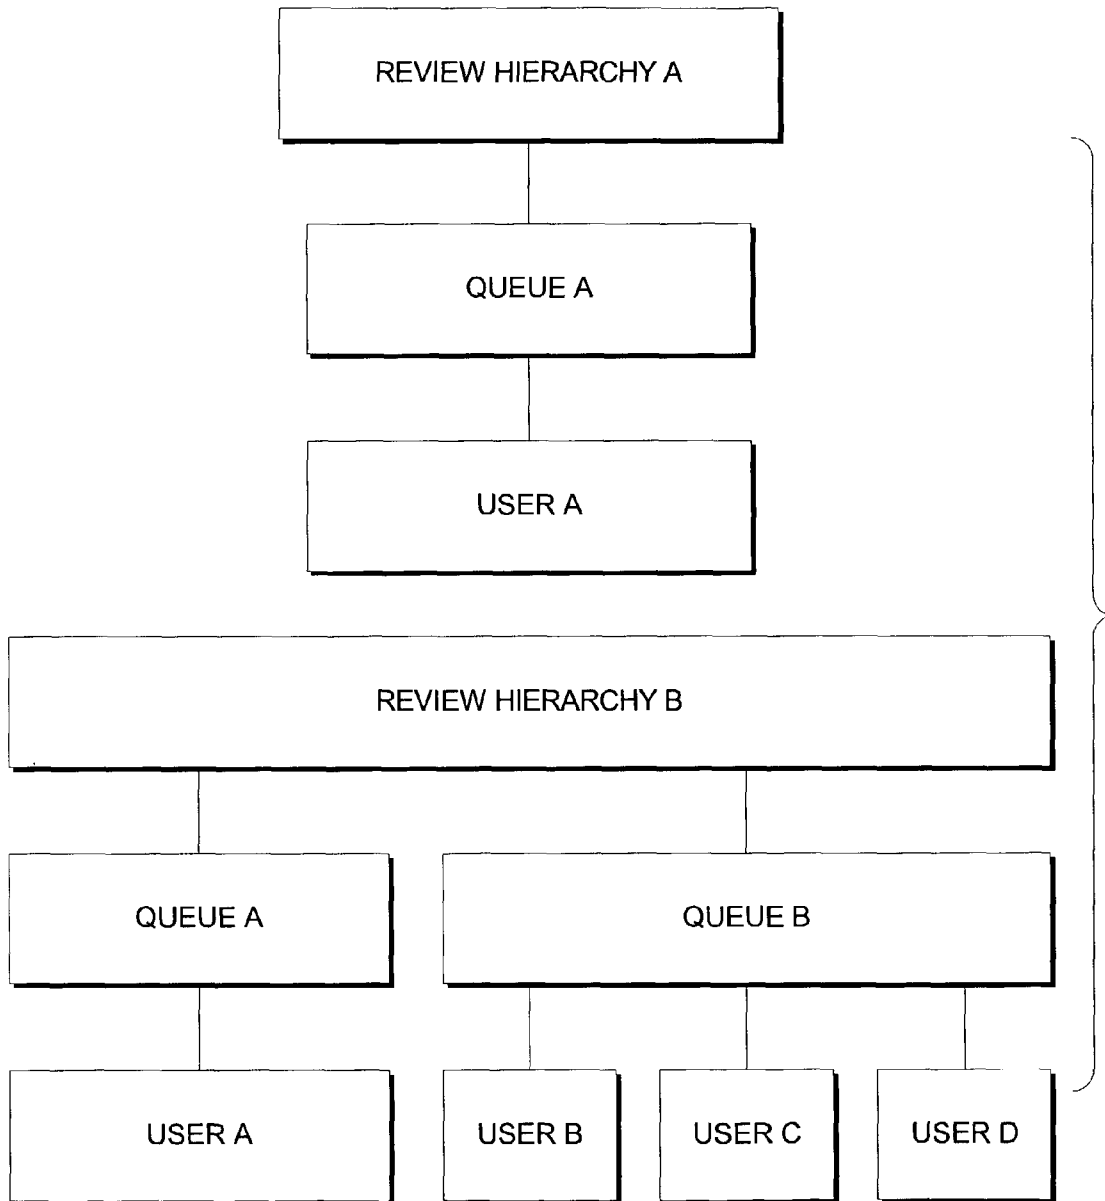 REVIEW HIERARCHY A
QUEUE A
USER A
REVIEW HIERARCHY B
QUEUE A
QUEUE B
USER A
USER B
USER C
USER D